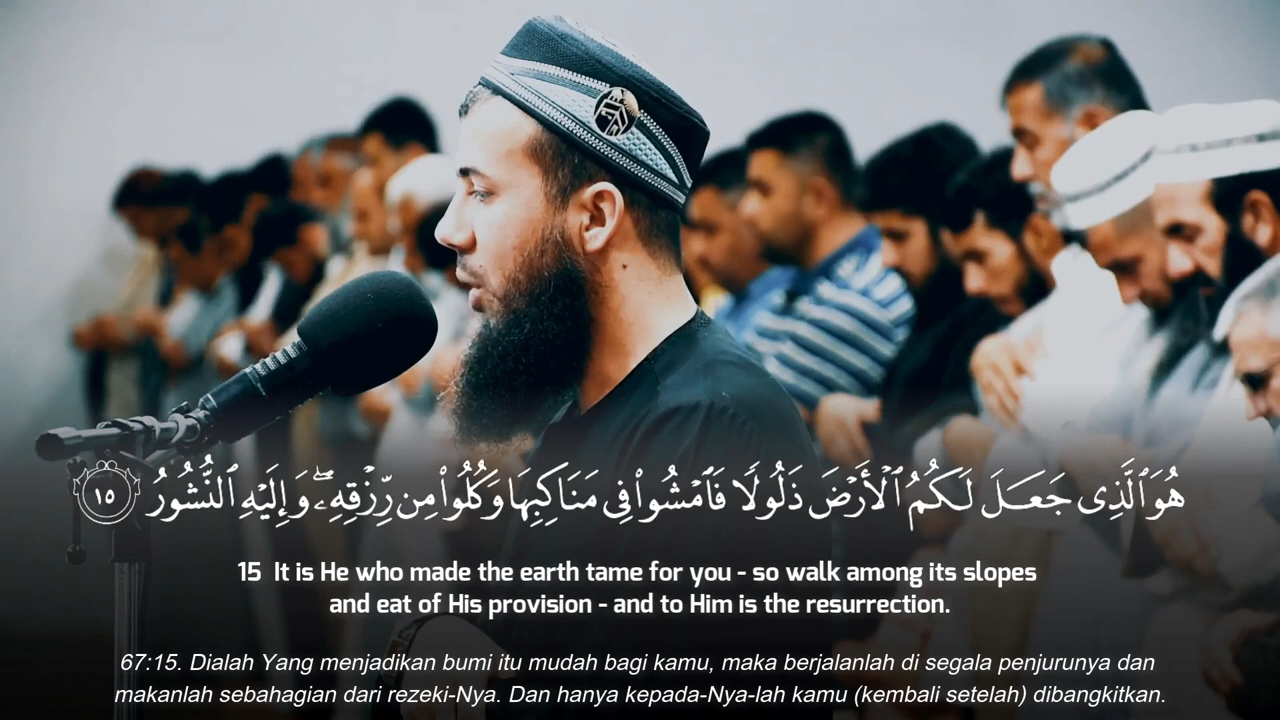 هُوَ ٱلَّذِى جَعَلَ لَكُمُ ٱلْأَرْضَ ذَلُولًا فَٱمْشُوا۟ فِى مَنَاكِبِهَا وَكُلُوا۟ مِن رِّزْقِهِۦ ۖ وَإِلَيْهِ ٱلنُّشُورُ ١٥
15 It is He who made the earth tame for you - so walk among its slopes
and eat of His provision - and to Him is the resurrection.
67:15. Dialah Yang menjadikan bumi itu mudah bagi kamu, maka berjalanlah di segala penjurunya dan
makanlah sebahagian dari rezeki-Nya. Dan hanya kepada-Nya-lah kamu (kembali setelah) dibangkitkan.